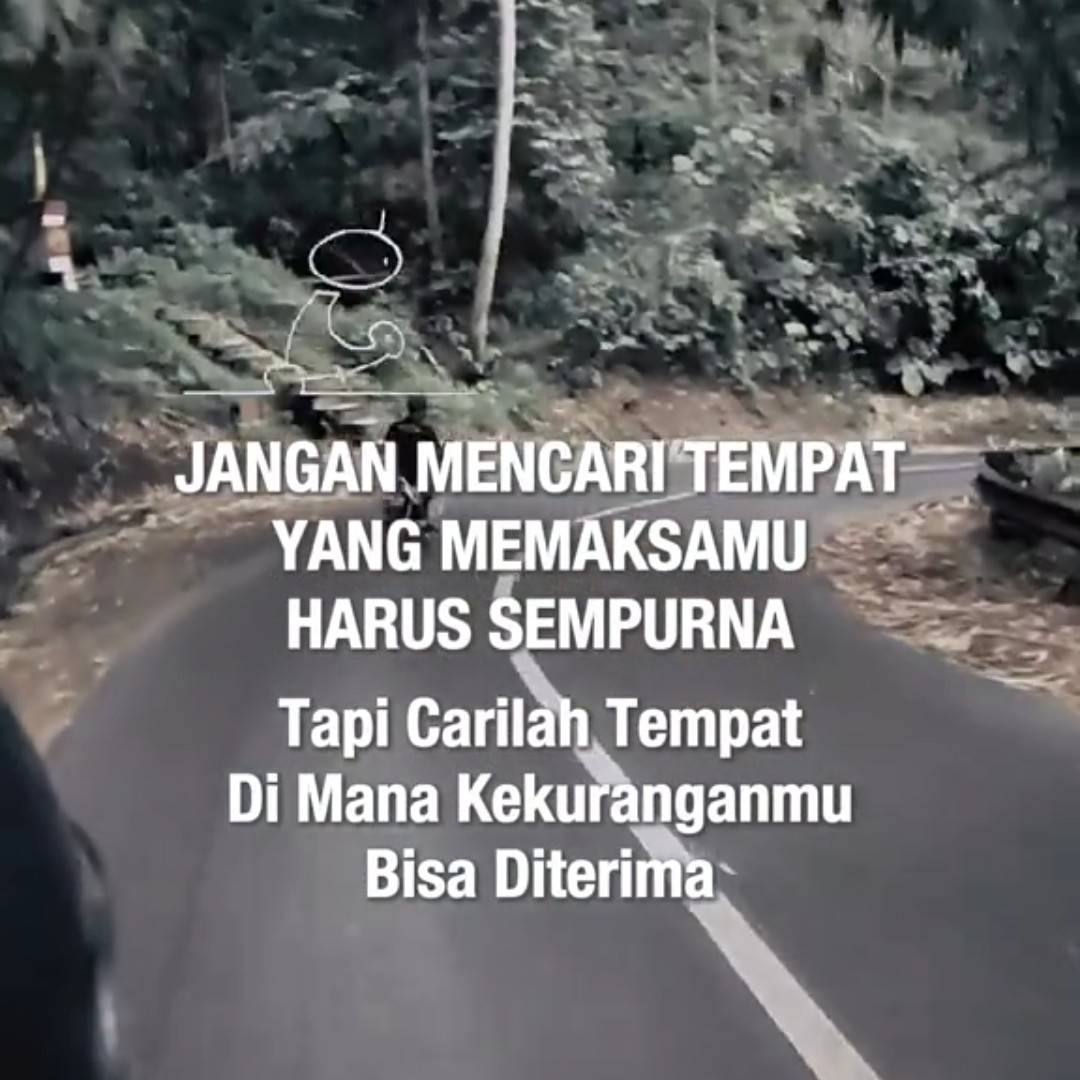 JANGAN MENCARI TEMPAT
YANG MEMAKSAMU
HARUS SEMPURNA
Tapi Carilah Tempat
Di Mana Kekuranganmu
Bisa Diterima